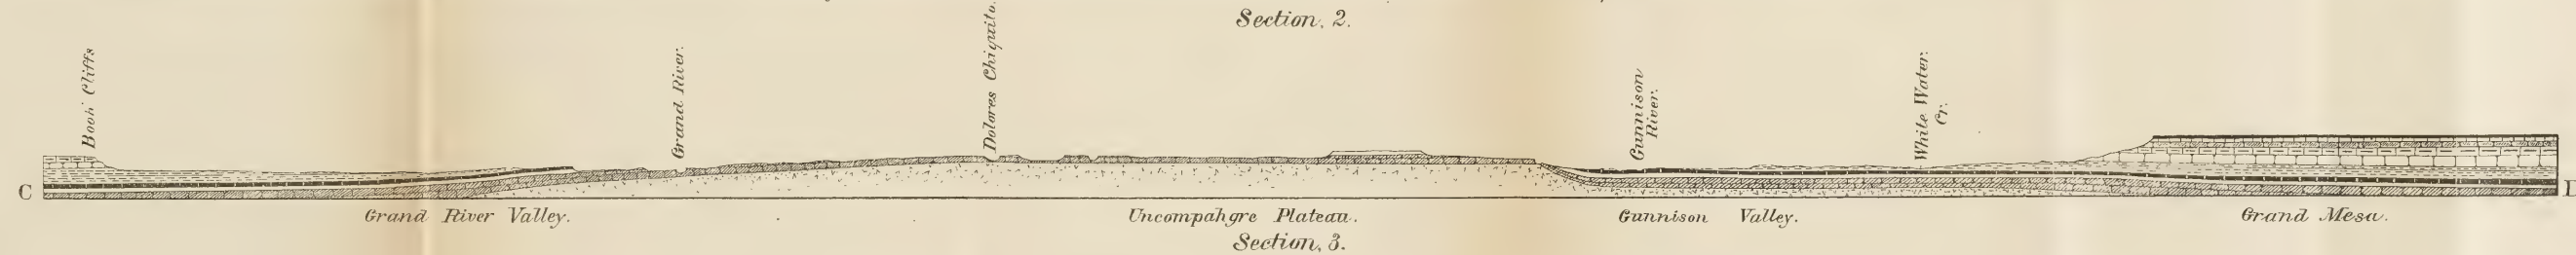 Section, 2.
Book Cliffs
Grand River.
Dolores Chiquito.
Gunnison
River.
White Water
Cr.
C
D
Grand River Valley.
Uncompahgre Plateau.
Gunnison Valley.
Grand Mesa.
Section, 3.